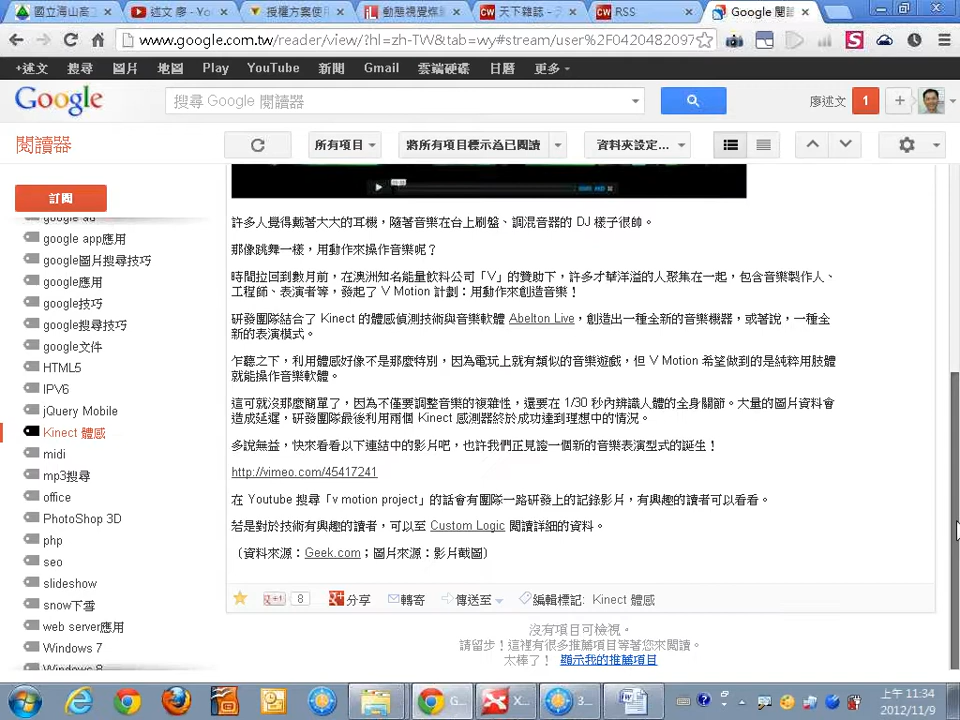 國立海山高工
述文 廖 - Yo
授權方案使用
動態視覺媒
天下雜誌 - 天
RSS
Google 閱讀
www.google.com.tw/reader/view/?hl=zh-TW&tab=wy#stream/user%2F0420482097
+述文 搜尋 圖片 地圖 Play YouTube 新聞 Gmail 雲端硬碟 日曆 更多
Google
搜尋 Google 閱讀器
廖述文 1 +
閱讀器
所有項目 將所有項目標示為已閱讀 資料夾設定...
訂閱
google ad
google app應用
google圖片搜尋技巧
google應用
google技巧
google搜尋技巧
google文件
HTML5
IPV6
jQuery Mobile
Kinect 體感
midi
mp3搜尋
office
PhotoShop 3D
php
seo
slideshow
snow下雪
web server應用
Windows 7
Windows 8
許多人覺得戴著大大的耳機，隨著音樂在台上刷盤、調混音器的 DJ 樣子很帥。
那像跳舞一樣，用動作來操作音樂呢？
時間拉回到數月前，在澳洲知名能量飲料公司「V」的贊助下，許多才華洋溢的人聚集在一起，包含音樂製作人、
工程師、表演者等，發起了 V Motion 計劃：用動作來創造音樂！
研發團隊結合了 Kinect 的體感偵測技術與音樂軟體 Abelton Live，創造出一種全新的音樂機器，或著說，一種全
新的表演模式。
乍聽之下，利用體感好像不是那麼特別，因為電玩上就有類似的音樂遊戲，但 V Motion 希望做到的是純粹用肢體
就能操作音樂軟體。
這可就沒那麼簡單了，因為不僅要調整音樂的複雜性，還要在 1/30 秒內辨識人體的全身關節。大量的圖片資料會
造成延遲，研發團隊最後利用兩個 Kinect 感測器終於成功達到理想中的情況。
多說無益，快來看看以下連結中的影片吧，也許我們正見證一個新的音樂表演型式的誕生！
http://vimeo.com/45417241
在 Youtube 搜尋「v motion project」的話會有團隊一路研發上的記錄影片，有興趣的讀者可以看看。
若是對於技術有興趣的讀者，可以至 Custom Logic 閱讀詳細的資料。
（資料來源：Geek.com；圖片來源：影片截圖）
+1 8 分享 轉寄 傳送至 編輯標記: Kinect 體感
沒有項目可檢視。
請留步！這裡有很多推薦項目等著您來閱讀。
太棒了！ 顯示我的推薦項目
G...
X...
3...
上午 11:34
2012/11/9